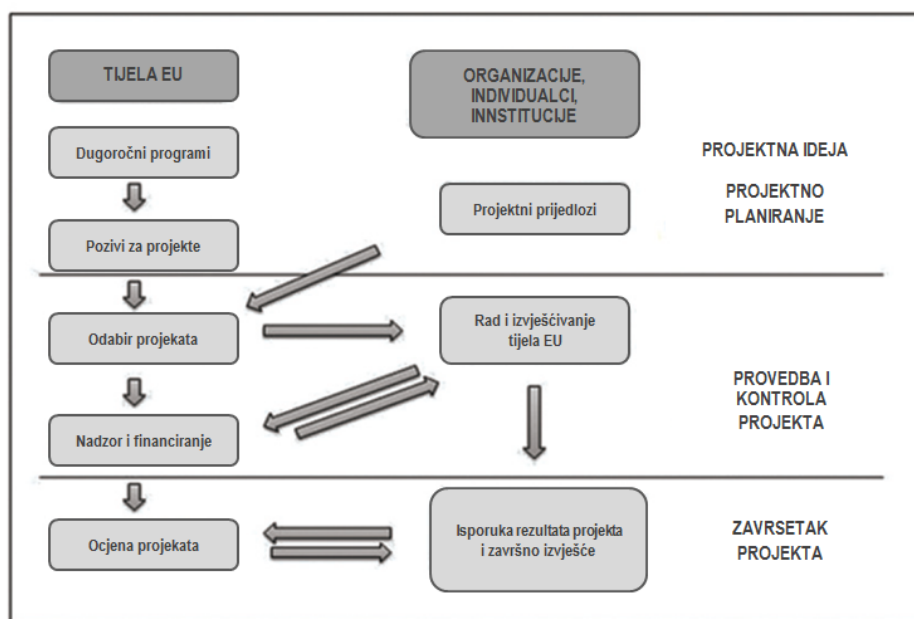 TIJELA EU
ORGANIZACIJE,
INDIVIDUALCI,
INNSTITUCIJE
Dugoročni programi
PROJEKTNA IDEJA
Projektni prijedlozi
PROJEKTNO
PLANIRANJE
Pozivi za projekte
Odabir projekata
Rad i izvješćivanje
tijela EU
PROVEDBA I
KONTROLA
PROJEKTA
Nadzor i financiranje
Ocjena projekata
Isporuka rezultata projekta
i završno izvješće
ZAVRSETAK
PROJEKTA